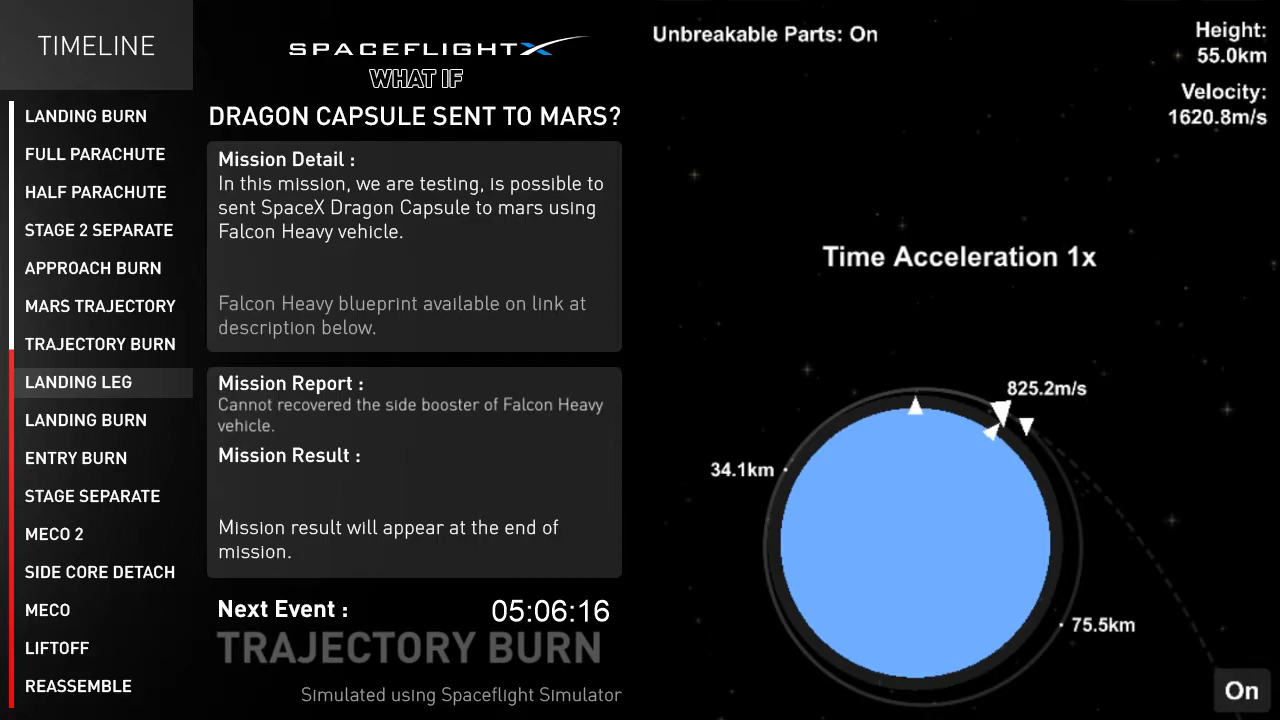 TIMELINE
LANDING BURN
FULL PARACHUTE
HALF PARACHUTE
STAGE 2 SEPARATE
APPROACH BURN
MARS TRAJECTORY
TRAJECTORY BURN
LANDING LEG
LANDING BURN
ENTRY BURN
STAGE SEPARATE
MECO 2
SIDE CORE DETACH
MECO
LIFTOFF
REASSEMBLE
SPACEFLIGHTX
WHAT IF
DRAGON CAPSULE SENT TO MARS?
Mission Detail :
In this mission, we are testing, is possible to
sent SpaceX Dragon Capsule to mars using
Falcon Heavy vehicle.
Falcon Heavy blueprint available on link at
description below.
Mission Report :
Cannot recovered the side booster of Falcon Heavy
vehicle.
Mission Result :
Mission result will appear at the end of
mission.
Next Event : 05:06:16
TRAJECTORY BURN
Simulated using Spaceflight Simulator
Unbreakable Parts: On
Height:
55.0km
Velocity:
1620.8m/s
Time Acceleration 1x
825.2m/s
34.1km
75.5km
On